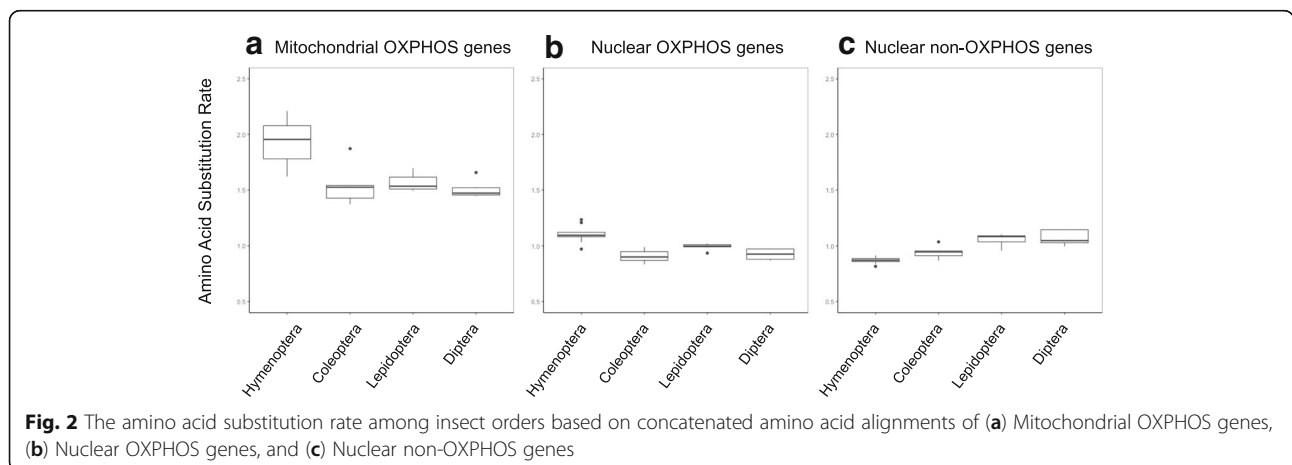 a Mitochondrial OXPHOS genes
b Nuclear OXPHOS genes
c Nuclear non-OXPHOS genes
Amino Acid Substitution Rate
2.5
2.0
1.5
1.0
0.5
2.5
2.0
1.5
1.0
0.5
2.5
2.0
1.5
1.0
0.5
Hymenoptera
Coleoptera
Lepidoptera
Diptera
Hymenoptera
Coleoptera
Lepidoptera
Diptera
Hymenoptera
Coleoptera
Lepidoptera
Diptera
Fig. 2 The amino acid substitution rate among insect orders based on concatenated amino acid alignments of (a) Mitochondrial OXPHOS genes,
(b) Nuclear OXPHOS genes, and (c) Nuclear non-OXPHOS genes